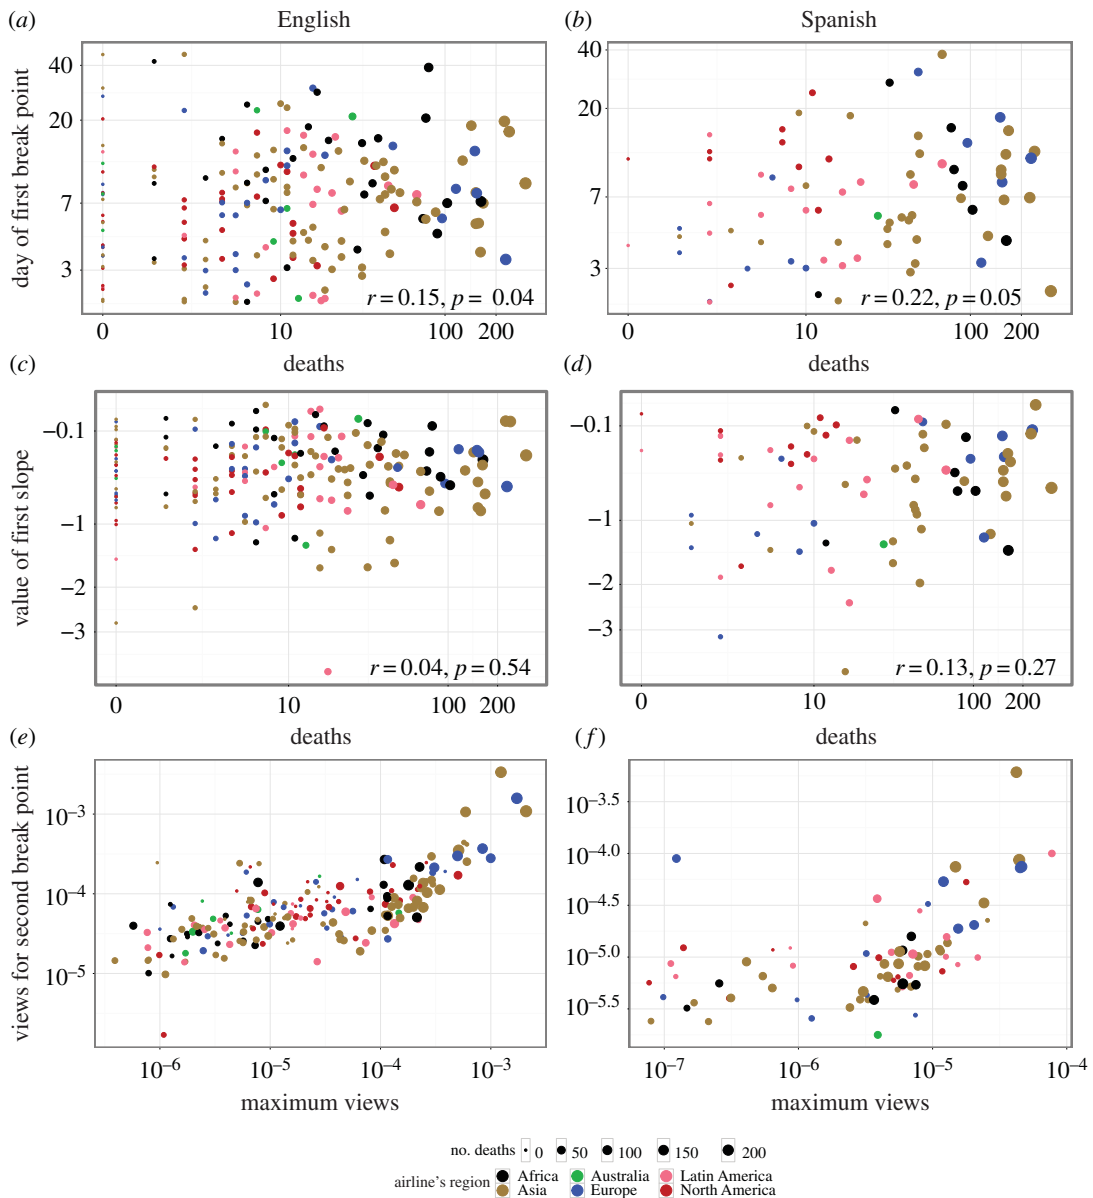 (a) English (b) Spanish
day of first break point
40
20
7
3
r = 0.15, p = 0.04
0 10 100 200
deaths
40
20
7
3
r = 0.22, p = 0.05
0 10 100 200
deaths
(c) (d)
value of first slope
−0.1
−1
−2
−3
r = 0.04, p = 0.54
0 10 100 200
deaths
−0.1
−1
−2
−3
r = 0.13, p = 0.27
0 10 100 200
deaths
(e) (f)
views for second break point
10⁻³
10⁻⁴
10⁻⁵
10⁻⁶ 10⁻⁵ 10⁻⁴ 10⁻³
maximum views
10⁻³·⁵
10⁻⁴·⁰
10⁻⁴·⁵
10⁻⁵·⁰
10⁻⁵·⁵
10⁻⁷ 10⁻⁶ 10⁻⁵ 10⁻⁴
maximum views
no. deaths 0 50 100 150 200
airline's region Africa Australia Latin America
Asia Europe North America